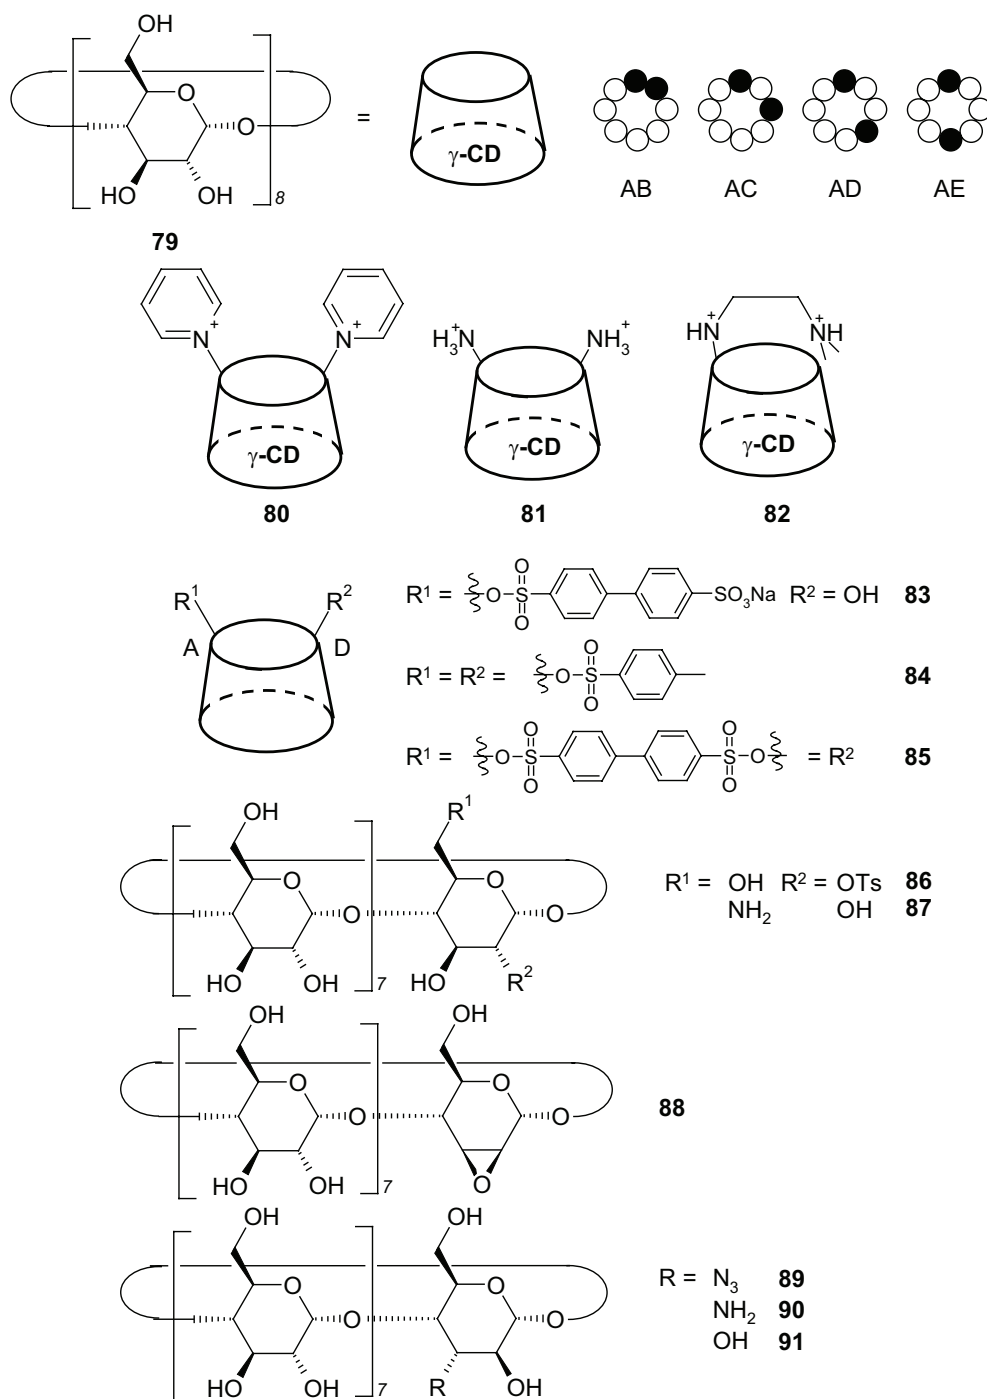 OH
O
O
HO
OH
8
79
=
γ-CD
AB AC AD AE
N+ N+
γ-CD
80
H3N+ NH3+
γ-CD
81
HN+ NH+
γ-CD
82
R1 R2
A D
R1 = O S O O SO3Na R2 = OH 83
R1 = R2 = O S O O 84
R1 = O S O O O S O O = R2 85
OH R1
O O
O O
HO OH HO R2
7
R1 = OH R2 = OTs 86
NH2 OH 87
OH OH
O O
O O
HO OH O
7
88
OH OH
O O
O O
HO OH R OH
7
R = N3 89
NH2 90
OH 91